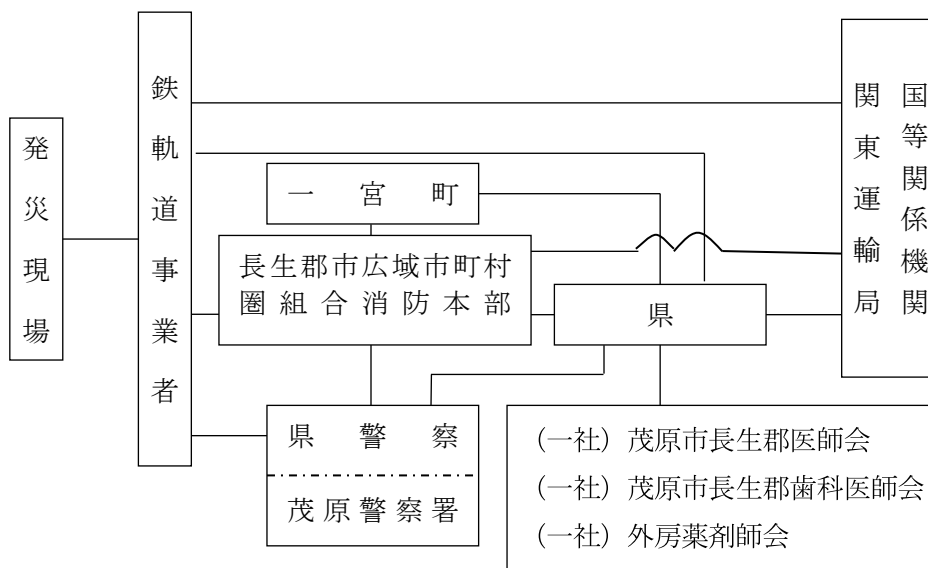 発災現場
鉄軌道事業者
一宮町
長生郡市広域市町村
圏組合消防本部
県
県警察
茂原警察署
(一社)茂原市長生郡医師会
(一社)茂原市長生郡歯科医師会
(一社)外房薬剤師会
国等関係機関
関東運輸局